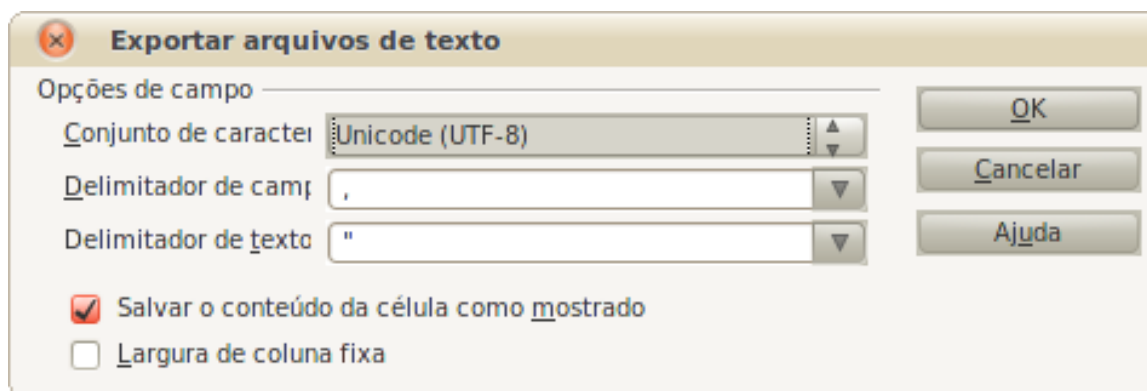 Exportar arquivos de texto
Opções de campo
OK
Conjunto de caracter Unicode (UTF-8)
Cancelar
Delimitador de camp ,
Delimitador de texto "
Ajuda
Salvar o conteúdo da célula como mostrado
Largura de coluna fixa